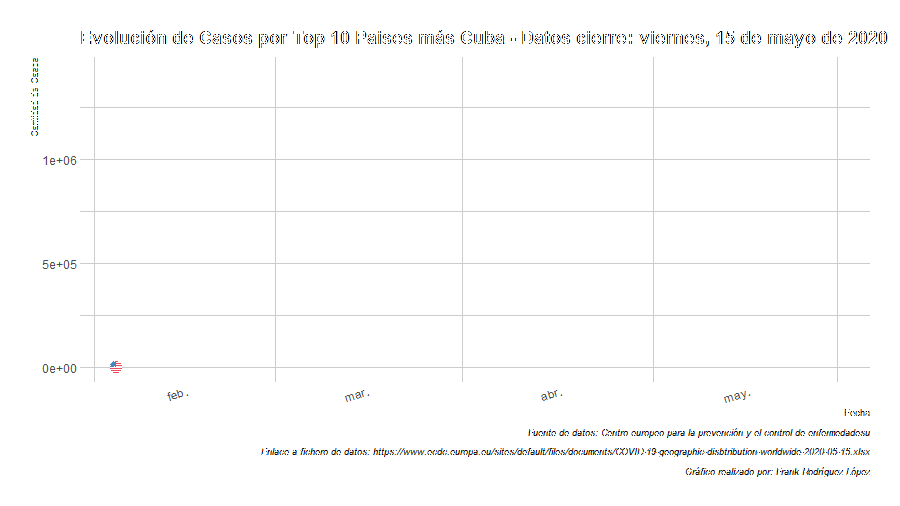 Evolución de Casos por Top 10 Paises más Cuba - Datos cierre: viernes, 15 de mayo de 2020
Cantidad de Casos
1e+06
5e+05
0e+00
feb.
mar.
abr.
may.
Fecha
Fuente de datos: Centro europeo para la prevención y el control de enfermedadesu
Enlace a fichero de datos: https://www.ecdc.europa.eu/sites/default/files/documents/COVID-19-geographic-disbtribution-worldwide-2020-05-15.xlsx
Gráfico realizado por: Frank Rodríguez López